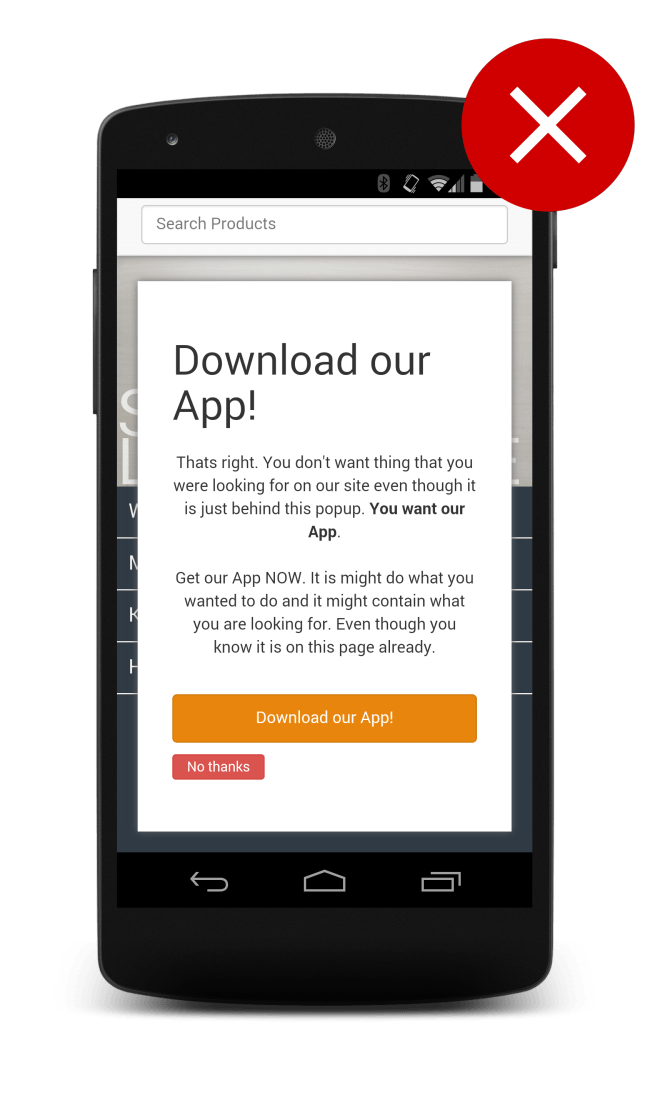 Search Products
Download our
App!
Thats right. You don't want thing that you
were looking for on our site even though it
is just behind this popup. You want our
App.
Get our App NOW. It is might do what you
wanted to do and it might contain what
you are looking for. Even though you
know it is on this page already.
Download our App!
No thanks